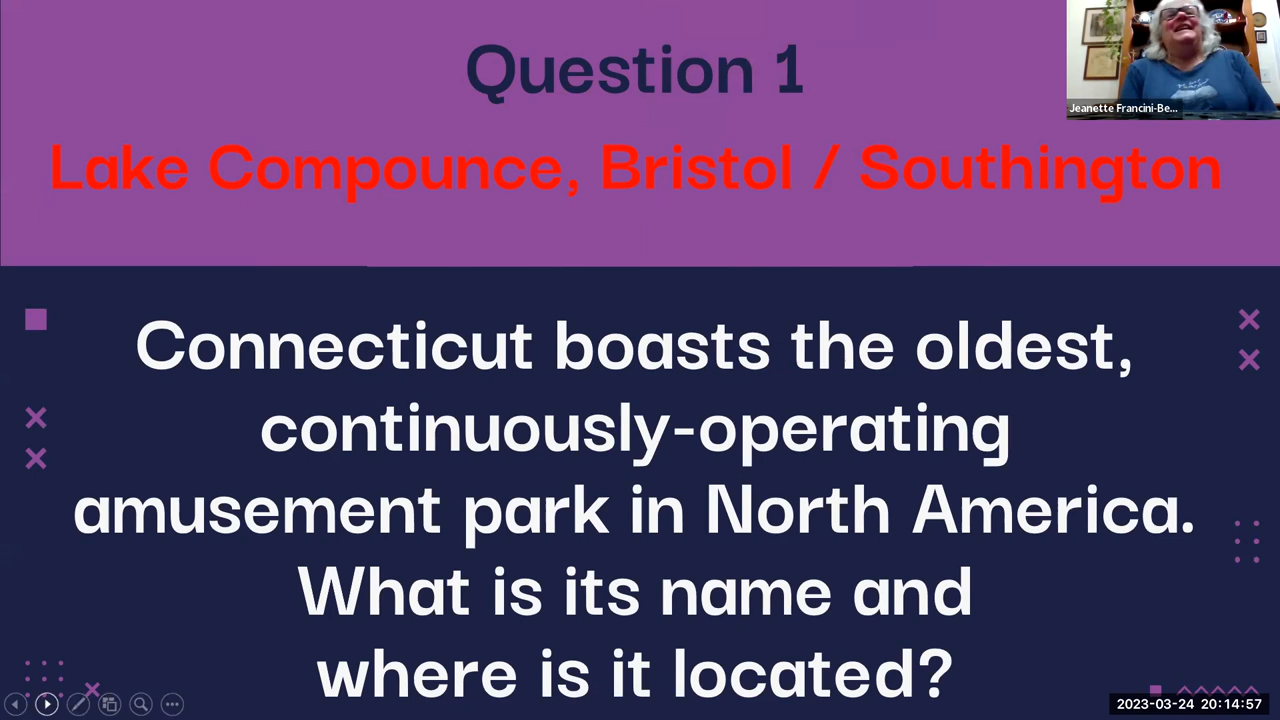 Question 1
Lake Compounce, Bristol / Southington
Jeanette Francini-Be...
Connecticut boasts the oldest,
continuously-operating
amusement park in North America.
What is its name and
where is it located?
2023-03-24 20:14:57